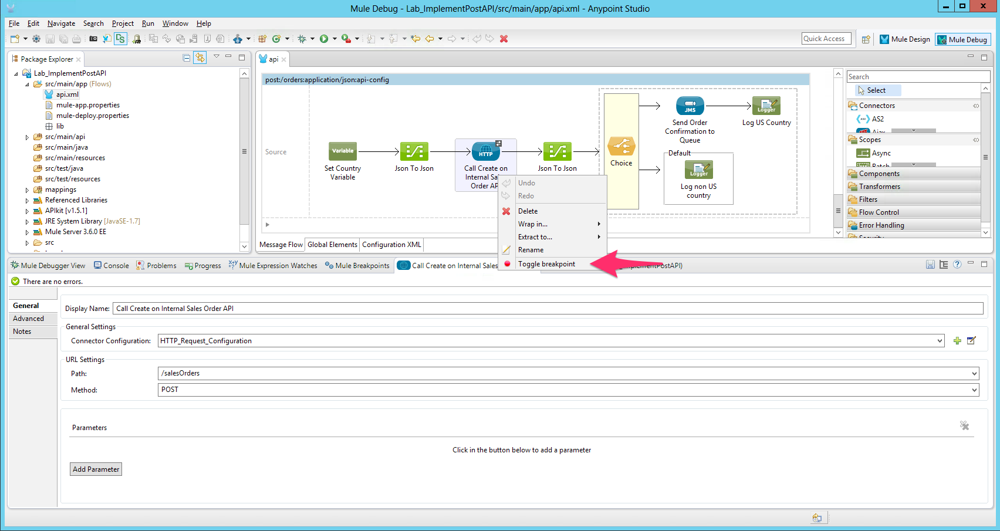 Mule Debug - Lab_ImplementPostAPI/src/main/app/api.xml - Anypoint Studio
File Edit Navigate Search Project Run Window Help
Quick Access
Mule Design
Mule Debug
Package Explorer
Lab_ImplementPostAPI
src/main/app (Flows)
api.xml
mule-app.properties
mule-deploy.properties
lib
src/main/api
src/main/java
src/main/resources
src/test/java
src/test/resources
mappings
Referenced Libraries
APIkit [v1.5.1]
JRE System Library [JavaSE-1.7]
Mule Server 3.6.0 EE
src
api
post:/orders:application/json:api-config
Source
Variable
Set Country
Variable
Json To Json
HTTP
Call Create on
Internal Sa
Order AP
Json To Json
Choice
JMS
Send Order
Confirmation to
Queue
Logger
Log US Country
Default
Logger
Log non US
country
Message Flow
Global Elements
Configuration XML
Undo
Redo
Delete
Wrap in...
Extract to...
Rename
Toggle breakpoint
Search
Select
Connectors
AS2
Ajax
Scopes
Async
Batch
Components
Transformers
Filters
Flow Control
Error Handling
Security
Mule Debugger View
Console
Problems
Progress
Mule Expression Watches
Mule Breakpoints
Call Create on Internal Sales
_ImplementPostAPI)
There are no errors.
General
Advanced
Notes
Display Name: Call Create on Internal Sales Order API
General Settings
Connector Configuration: HTTP_Request_Configuration
URL Settings
Path: /salesOrders
Method: POST
Parameters
Click in the button below to add a parameter
Add Parameter